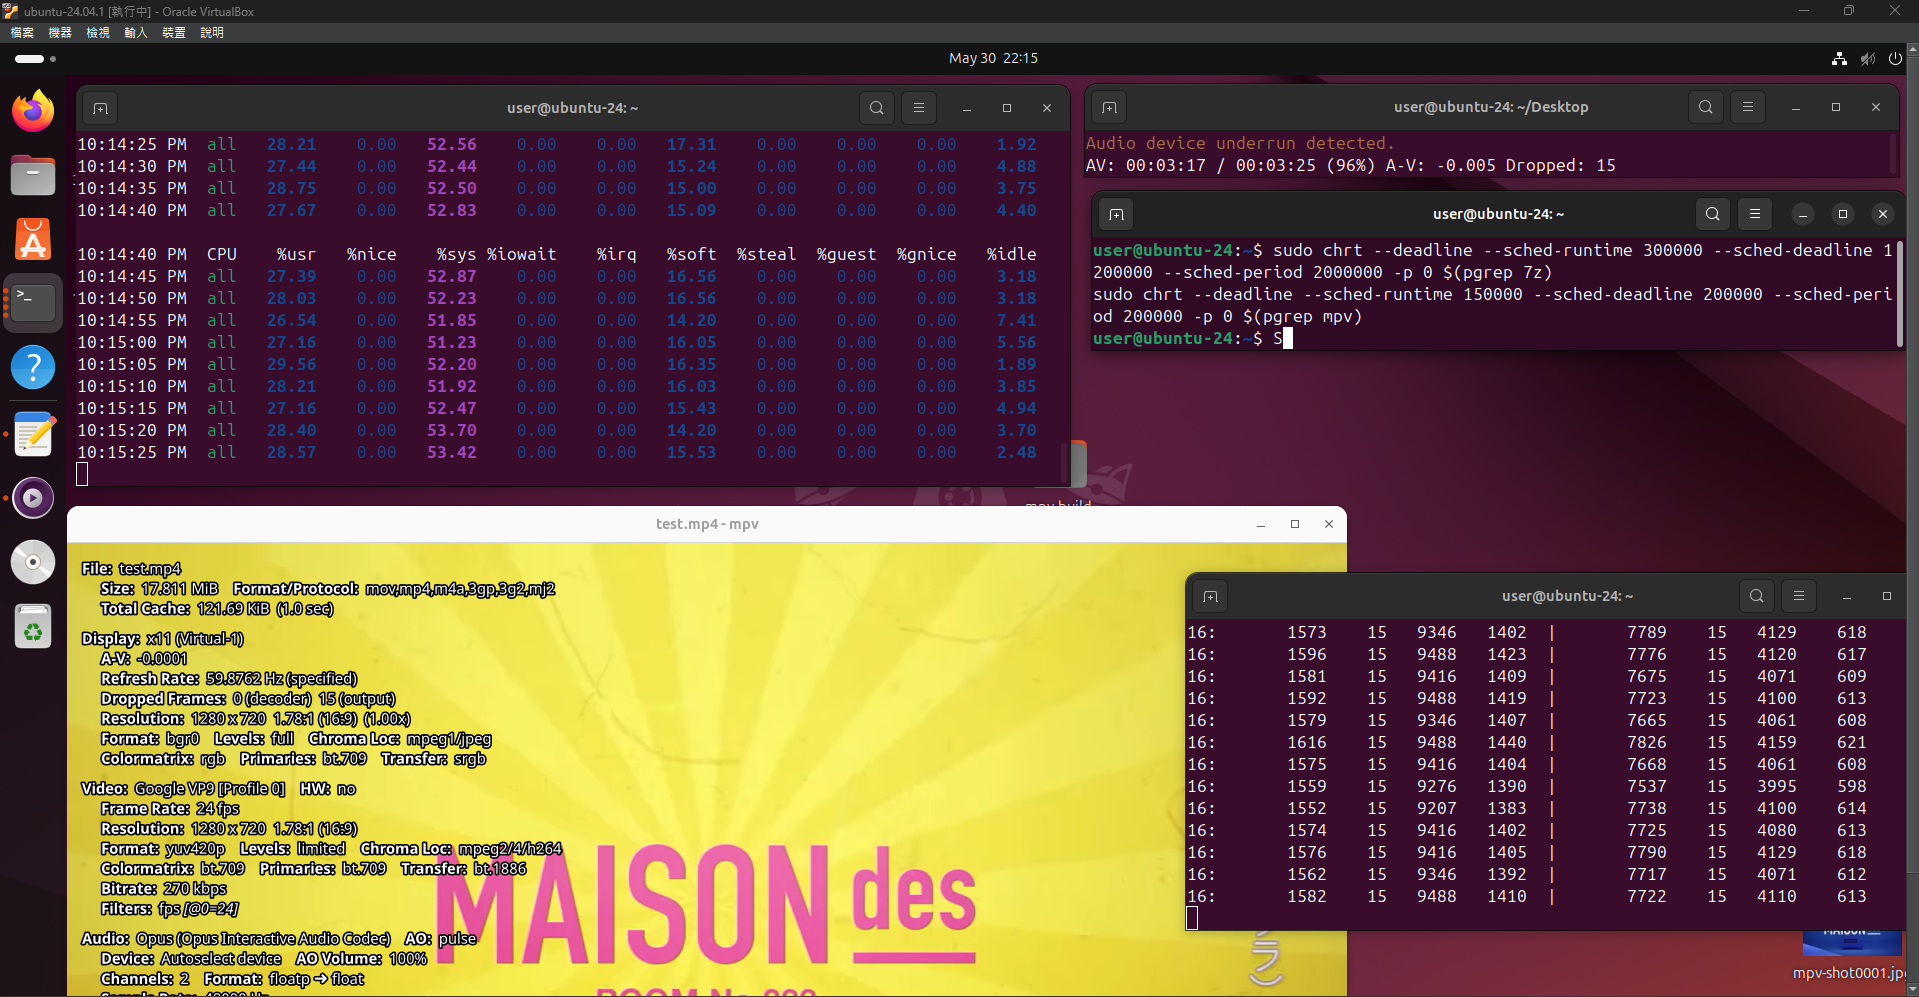 ubuntu-24.04.1 [執行中] - Oracle VirtualBox
檔案 機器 檢視 輸入 裝置 說明
May 30 22:15
user@ubuntu-24: ~
10:14:25 PM all 28.21 0.00 52.56 0.00 0.00 17.31 0.00 0.00 0.00 1.92
10:14:30 PM all 27.44 0.00 52.44 0.00 0.00 15.24 0.00 0.00 0.00 4.88
10:14:35 PM all 28.75 0.00 52.50 0.00 0.00 15.00 0.00 0.00 0.00 3.75
10:14:40 PM all 27.67 0.00 52.83 0.00 0.00 15.09 0.00 0.00 0.00 4.40
10:14:40 PM CPU %usr %nice %sys %iowait %irq %soft %steal %guest %gnice %idle
10:14:45 PM all 27.39 0.00 52.87 0.00 0.00 16.56 0.00 0.00 0.00 3.18
10:14:50 PM all 28.03 0.00 52.23 0.00 0.00 16.56 0.00 0.00 0.00 3.18
10:14:55 PM all 26.54 0.00 51.85 0.00 0.00 14.20 0.00 0.00 0.00 7.41
10:15:00 PM all 27.16 0.00 51.23 0.00 0.00 16.05 0.00 0.00 0.00 5.56
10:15:05 PM all 29.56 0.00 52.20 0.00 0.00 16.35 0.00 0.00 0.00 1.89
10:15:10 PM all 28.21 0.00 51.92 0.00 0.00 16.03 0.00 0.00 0.00 3.85
10:15:15 PM all 27.16 0.00 52.47 0.00 0.00 15.43 0.00 0.00 0.00 4.94
10:15:20 PM all 28.40 0.00 53.70 0.00 0.00 14.20 0.00 0.00 0.00 3.70
10:15:25 PM all 28.57 0.00 53.42 0.00 0.00 15.53 0.00 0.00 0.00 2.48
user@ubuntu-24: ~/Desktop
Audio device underrun detected.
AV: 00:03:17 / 00:03:25 (96%) A-V: -0.005 Dropped: 15
user@ubuntu-24: ~
user@ubuntu-24:~$ sudo chrt --deadline --sched-runtime 300000 --sched-deadline 1
200000 --sched-period 2000000 -p 0 $(pgrep 7z)
sudo chrt --deadline --sched-runtime 150000 --sched-deadline 200000 --sched-peri
od 200000 -p 0 $(pgrep mpv)
user@ubuntu-24:~$ S
mpv-build
test.mp4 - mpv
File: test.mp4
Size: 17.811 MiB Format/Protocol: mov,mp4,m4a,3gp,3g2,mj2
Total Cache: 121.69 KiB (1.0 sec)
Display: x11 (Virtual-1)
A-V: -0.0001
Refresh Rate: 59.8762 Hz (specified)
Dropped Frames: 0 (decoder) 15 (output)
Resolution: 1280 x 720 1.78:1 (16:9) (1.00x)
Format: bgr0 Levels: full Chroma Loc: mpeg1/jpeg
Colormatrix: rgb Primaries: bt.709 Transfer: srgb
Video: Google VP9 [Profile 0] HW: no
Frame Rate: 24 fps
Resolution: 1280 x 720 1.78:1 (16:9)
Format: yuv420p Levels: limited Chroma Loc: mpeg2/4/h264
Colormatrix: bt.709 Primaries: bt.709 Transfer: bt.1886
Bitrate: 270 kbps
Filters: fps [@0=24]
Audio: Opus (Opus Interactive Audio Codec) AO: pulse
Device: Autoselect device AO Volume: 100%
Channels: 2 Format: floatp ➜ float
MAISON des
ラン)
user@ubuntu-24: ~
16: 1573 15 9346 1402 | 7789 15 4129 618
16: 1596 15 9488 1423 | 7776 15 4120 617
16: 1581 15 9416 1409 | 7675 15 4071 609
16: 1592 15 9488 1419 | 7723 15 4100 613
16: 1579 15 9346 1407 | 7665 15 4061 608
16: 1616 15 9488 1440 | 7826 15 4159 621
16: 1575 15 9416 1404 | 7668 15 4061 608
16: 1559 15 9276 1390 | 7537 15 3995 598
16: 1552 15 9207 1383 | 7738 15 4100 614
16: 1574 15 9416 1402 | 7725 15 4080 613
16: 1576 15 9416 1405 | 7790 15 4129 618
16: 1562 15 9346 1392 | 7717 15 4071 612
16: 1582 15 9488 1410 | 7722 15 4110 613
mpv-shot0001.jp